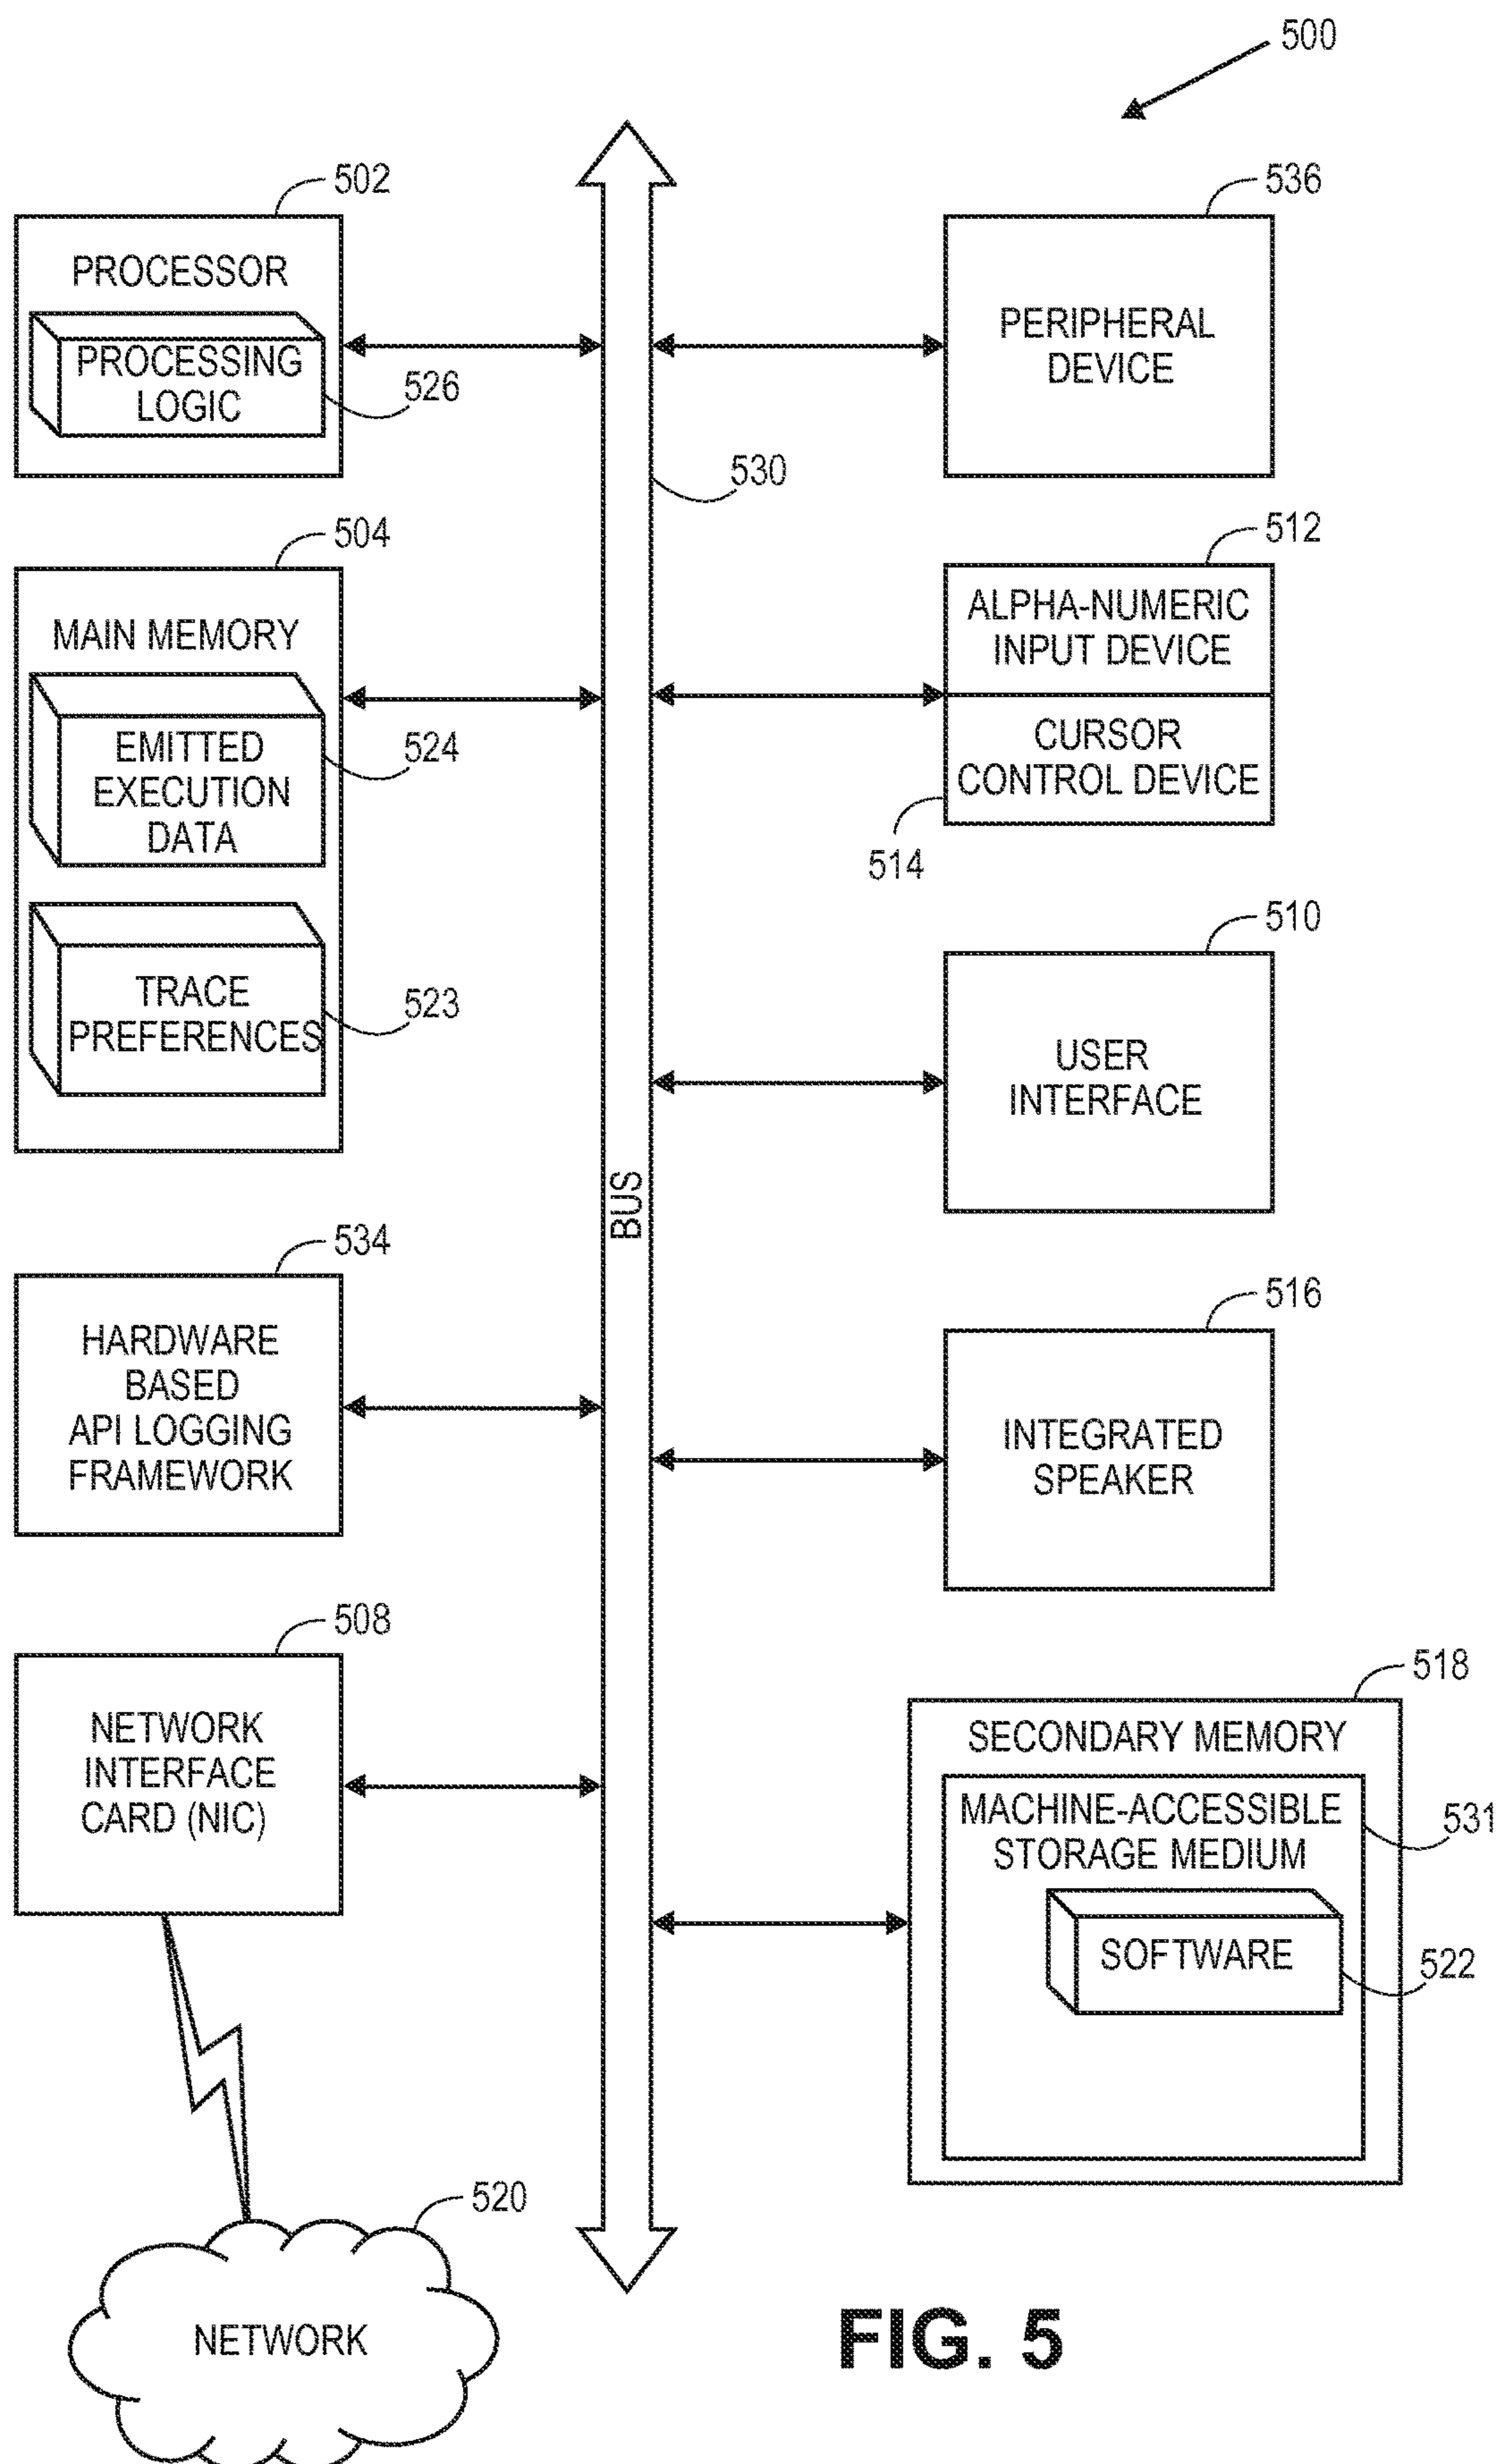 500
502
PROCESSOR
PROCESSING
LOGIC
526
504
MAIN MEMORY
EMITTED
EXECUTION
DATA
524
TRACE
PREFERENCES
523
534
HARDWARE
BASED
API LOGGING
FRAMEWORK
508
NETWORK
INTERFACE
CARD (NIC)
520
NETWORK
530
BUS
536
PERIPHERAL
DEVICE
512
ALPHA-NUMERIC
INPUT DEVICE
CURSOR
CONTROL DEVICE
514
510
USER
INTERFACE
516
INTEGRATED
SPEAKER
518
SECONDARY MEMORY
MACHINE-ACCESSIBLE
STORAGE MEDIUM
531
SOFTWARE
522
FIG. 5